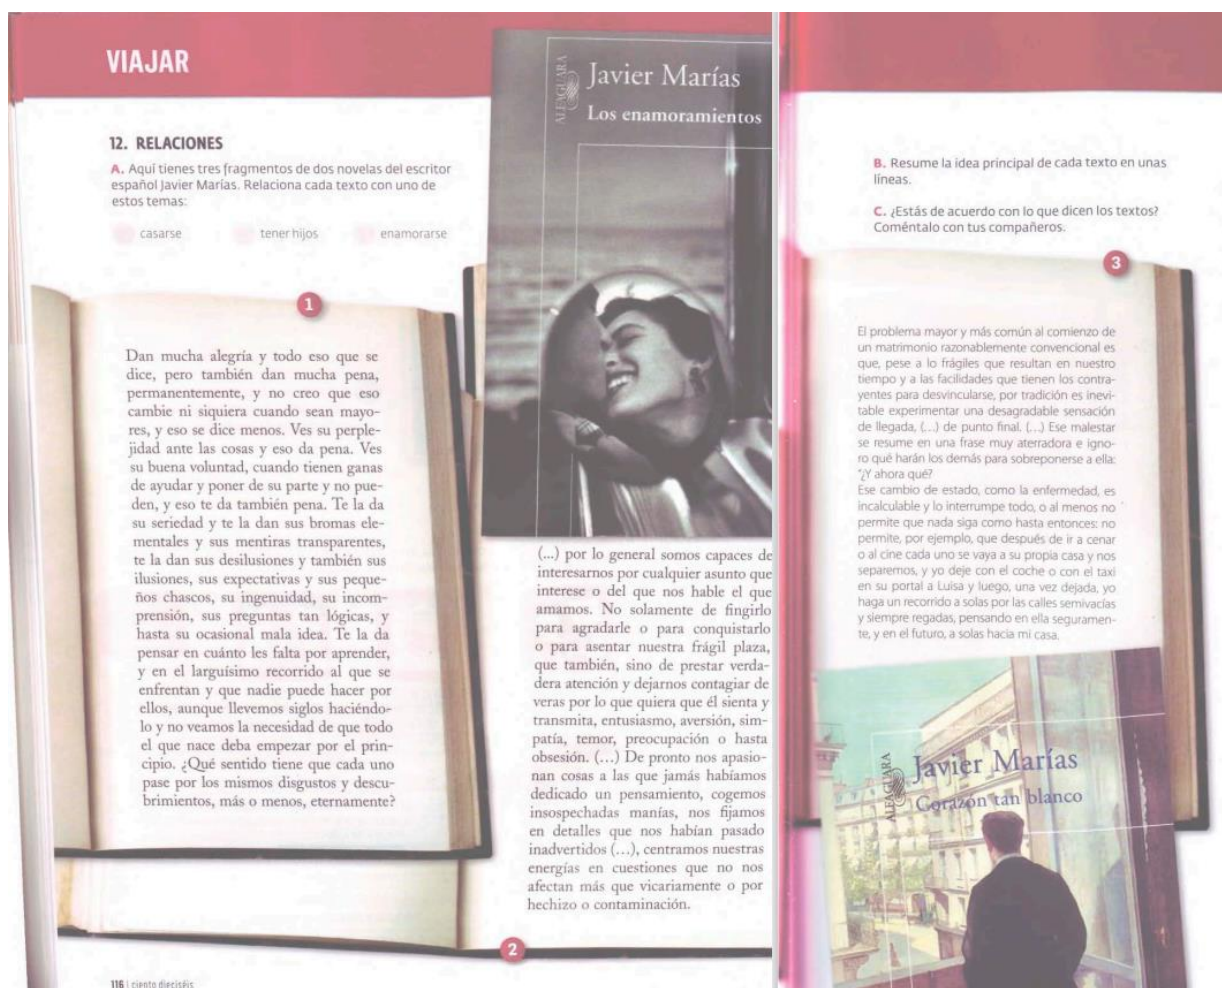 VIAJAR
12. RELACIONES
A. Aquí tienes tres fragmentos de dos novelas del escritor
español Javier Marías. Relaciona cada texto con uno de
estos temas:
casarse
tener hijos
enamorarse
1
Dan mucha alegría y todo eso que se
dice, pero también dan mucha pena,
permanentemente, y no creo que eso
cambie ni siquiera cuando sean mayo-
res, y eso se dice menos. Ves su perple-
jidad ante las cosas y eso da pena. Ves
su buena voluntad, cuando tienen ganas
de ayudar y poner de su parte y no pue-
den, y eso te da también pena. Te la da
su seriedad y te la dan sus bromas ele-
mentales y sus mentiras transparentes,
te la dan sus desilusiones y también sus
ilusiones, sus expectativas y sus peque-
ños chascos, su ingenuidad, su incom-
prensión, sus preguntas tan lógicas, y
hasta su ocasional mala idea. Te la da
pensar en cuánto les falta por aprender,
y en el larguísimo recorrido al que se
enfrentan y que nadie puede hacer por
ellos, aunque llevemos siglos haciéndo-
lo y no veamos la necesidad de que todo
el que nace deba empezar por el prin-
cipio. ¿Qué sentido tiene que cada uno
pase por los mismos disgustos y descu-
brimientos, más o menos, eternamente?
ALFAGUARA
Javier Marías
Los enamoramientos
(...) por lo general somos capaces de
interesarnos por cualquier asunto que
interese o del que nos hable el que
amamos. No solamente de fingirlo
para agradarle o para conquistarlo
o para asentar nuestra frágil plaza,
que también, sino de prestar verda-
dera atención y dejarnos contagiar de
veras por lo que quiera que él sienta y
transmita, entusiasmo, aversión, sim-
patía, temor, preocupación o hasta
obsesión. (...) De pronto nos apasio-
nan cosas a las que jamás habíamos
dedicado un pensamiento, cogemos
insospechadas manías, nos fijamos
en detalles que nos habían pasado
inadvertidos (...), centramos nuestras
energías en cuestiones que no nos
afectan más que vicariamente o por
hechizo o contaminación.
2
116 | ciento dieciséis
B. Resume la idea principal de cada texto en unas
líneas.
C. ¿Estás de acuerdo con lo que dicen los textos?
Coméntalo con tus compañeros.
3
El problema mayor y más común al comienzo de
un matrimonio razonablemente convencional es
que, pese a lo frágiles que resultan en nuestro
tiempo y a las facilidades que tienen los contra-
yentes para desvincularse, por tradición es inevi-
table experimentar una desagradable sensación
de llegada, (...) de punto final. (...) Ese malestar
se resume en una frase muy aterradora e igno-
ro qué harán los demás para sobreponerse a ella:
"¿Y ahora qué?
Ese cambio de estado, como la enfermedad, es
incalculable y lo interrumpe todo, o al menos no
permite que nada siga como hasta entonces: no
permite, por ejemplo, que después de ir a cenar
o al cine cada uno se vaya a su propia casa y nos
separemos, y yo deje con el coche o con el taxi
en su portal a Luisa y luego, una vez dejada, yo
haga un recorrido a solas por las calles semivacías
y siempre regadas, pensando en ella seguramen-
te, y en el futuro, a solas hacia mi casa.
ALFAGUARA
Javier Marías
Corazón tan blanco